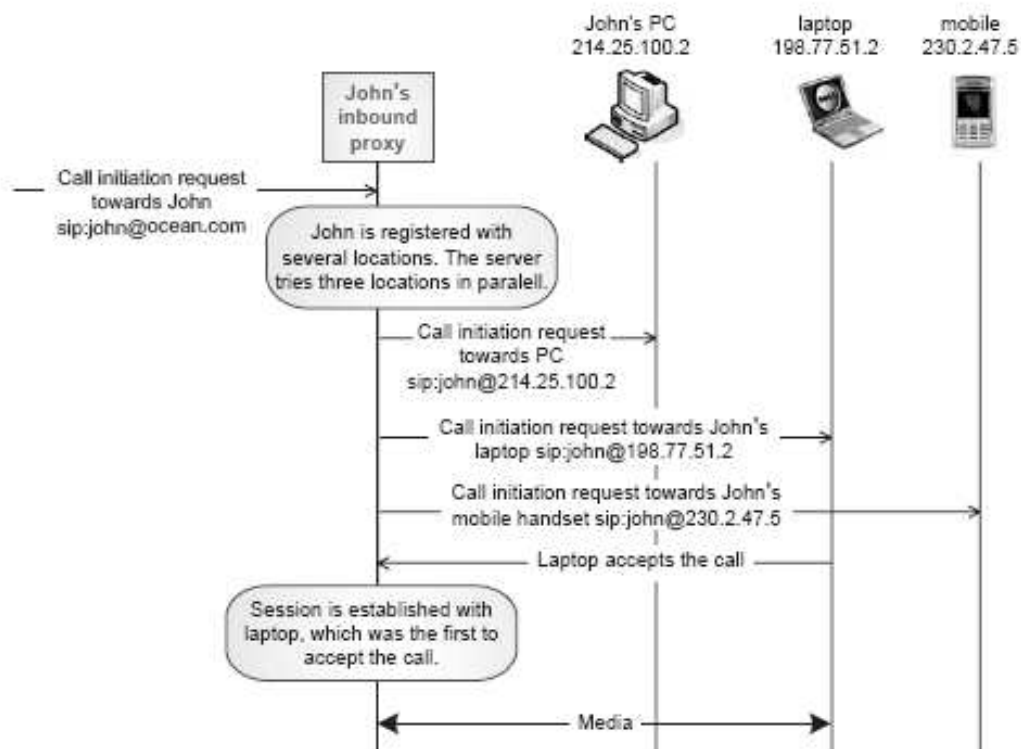 John's PC
214.25.100.2
laptop
198.77.51.2
mobile
230.2.47.5
John's
inbound
proxy
Call initiation request
towards John
sip:john@ocean.com
John is registered with
several locations. The server
tries three locations in paralell.
Call initiation request
towards PC
sip:john@214.25.100.2
Call initiation request towards John's
laptop sip:john@198.77.51.2
Call initiation request towards John's
mobile handset sip:john@230.2.47.5
Laptop accepts the call
Session is established with
laptop, which was the first to
accept the call.
Media